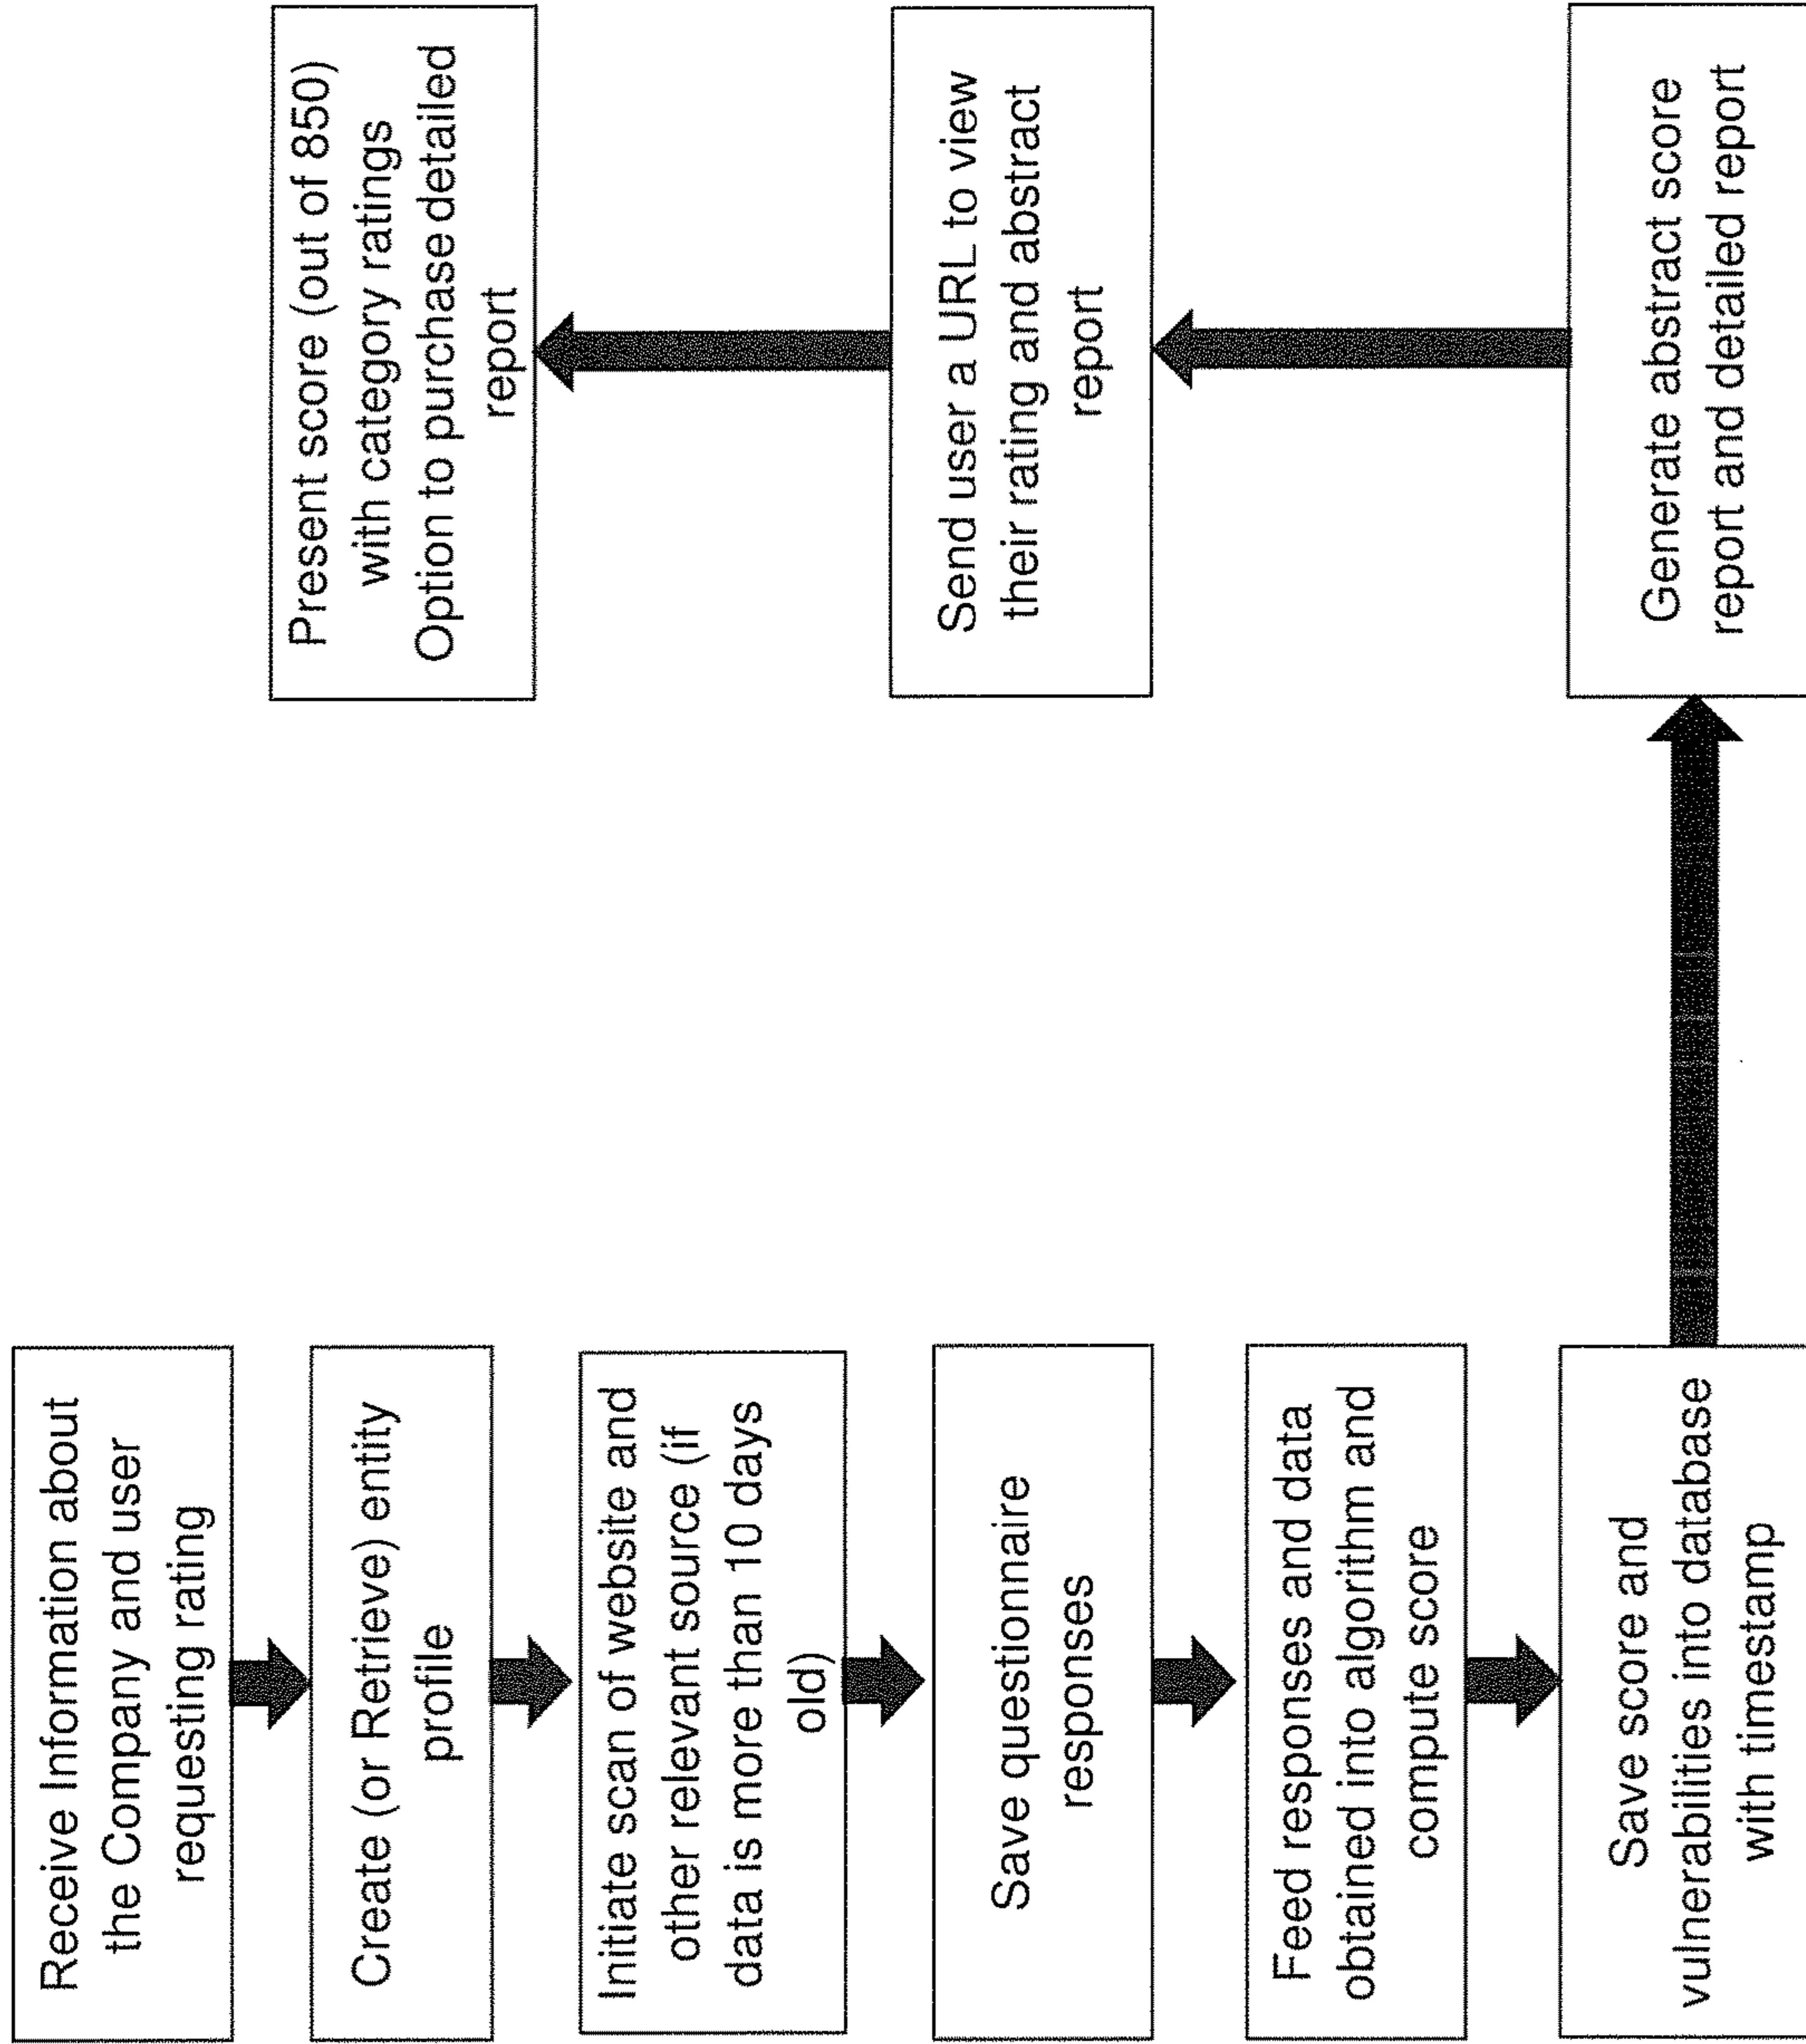 Receive Information about
the Company and user
requesting rating
Create (or Retrieve) entity
profile
Initiate scan of website and
other relevant source (if
data is more than 10 days
old)
Save questionnaire
responses
Feed responses and data
obtained into algorithm and
compute score
Save score and
vulnerabilities into database
with timestamp
Generate abstract score
report and detailed report
Send user a URL to view
their rating and abstract
report
Present score (out of 850)
with category ratings
Option to purchase detailed
report